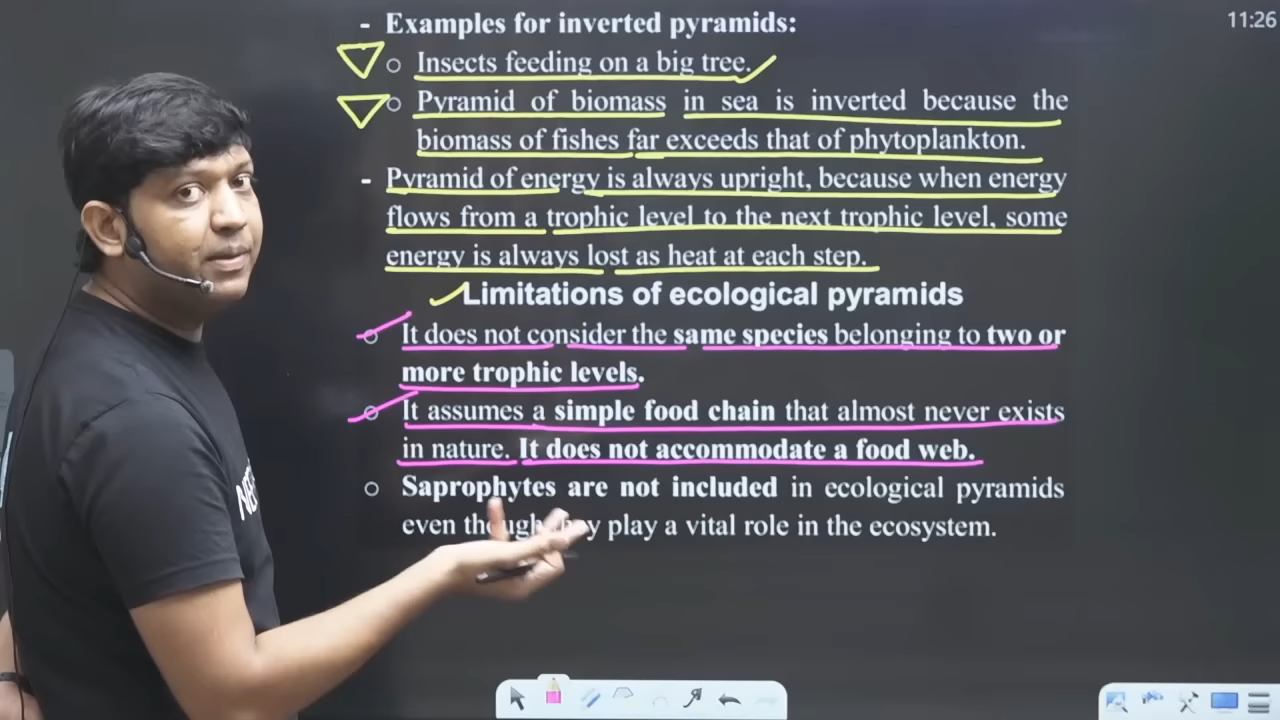 11:26
- Examples for inverted pyramids:
Insects feeding on a big tree.
Pyramid of biomass in sea is inverted because the
biomass of fishes far exceeds that of phytoplankton.
- Pyramid of energy is always upright, because when energy
flows from a trophic level to the next trophic level, some
energy is always lost as heat at each step.
Limitations of ecological pyramids
It does not consider the same species belonging to two or
more trophic levels.
It assumes a simple food chain that almost never exists
in nature. It does not accommodate a food web.
Saprophytes are not included in ecological pyramids
even though they play a vital role in the ecosystem.